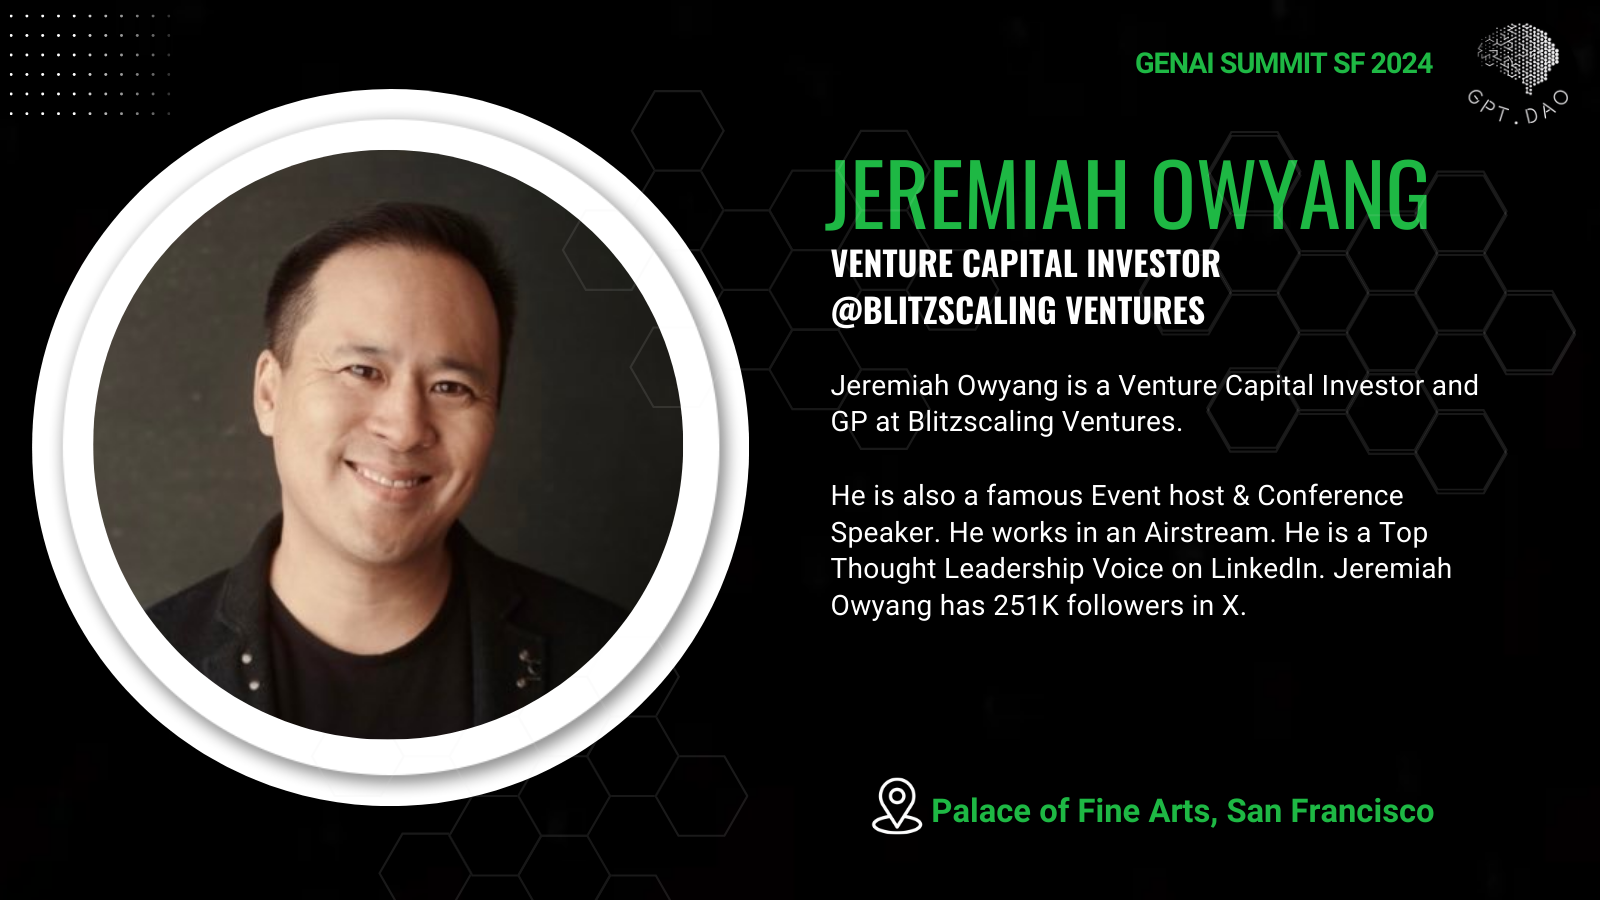 GENAI SUMMIT SF 2024
GPT.DAO
JEREMIAH OWYANG
VENTURE CAPITAL INVESTOR
@BLITZSCALING VENTURES
Jeremiah Owyang is a Venture Capital Investor and
GP at Blitzscaling Ventures.
He is also a famous Event host & Conference
Speaker. He works in an Airstream. He is a Top
Thought Leadership Voice on LinkedIn. Jeremiah
Owyang has 251K followers in X.
Palace of Fine Arts, San Francisco